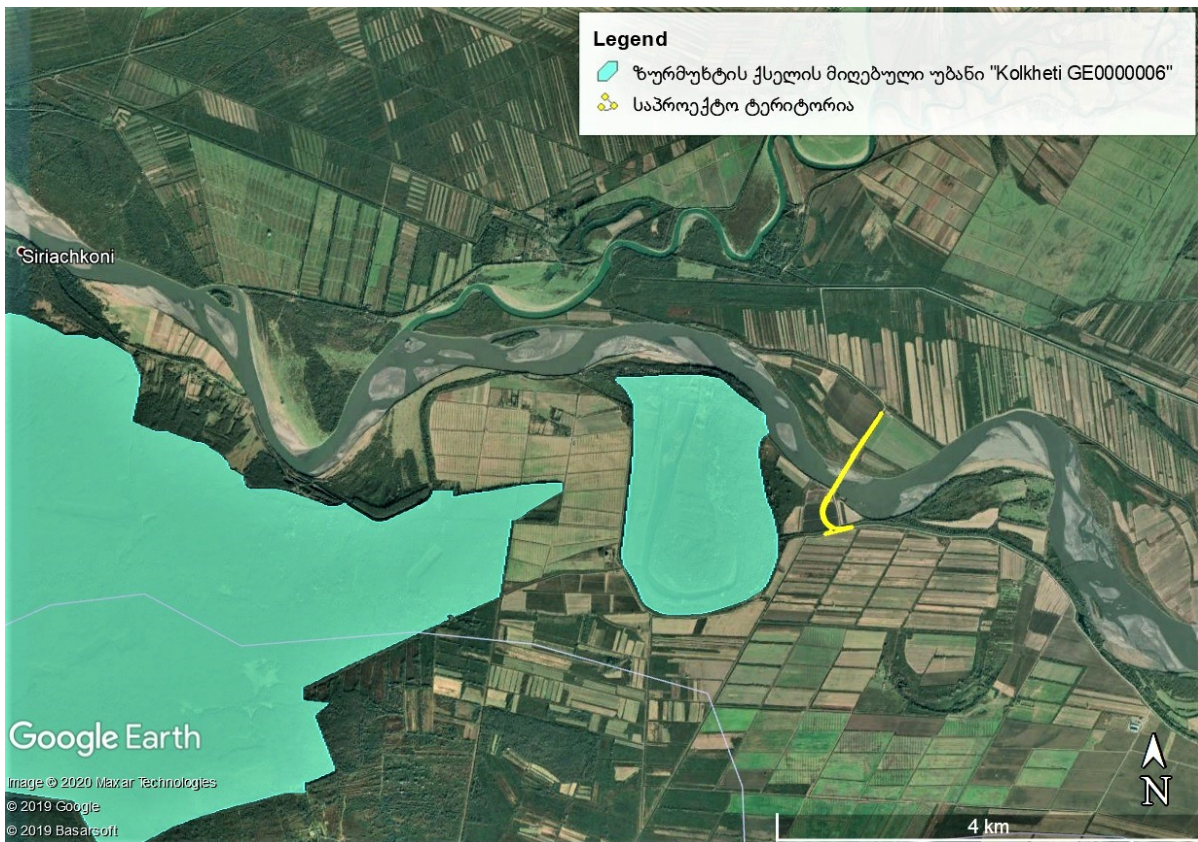 Legend
ზურმუხტის ქსელის მიღებული უბანი "Kolkheti GE0000006"
საპროექტო ტერიტორია
Siriachkoni
Google Earth
Image © 2020 Maxar Technologies
© 2019 Google
© 2019 Basarsoft
N
4 km